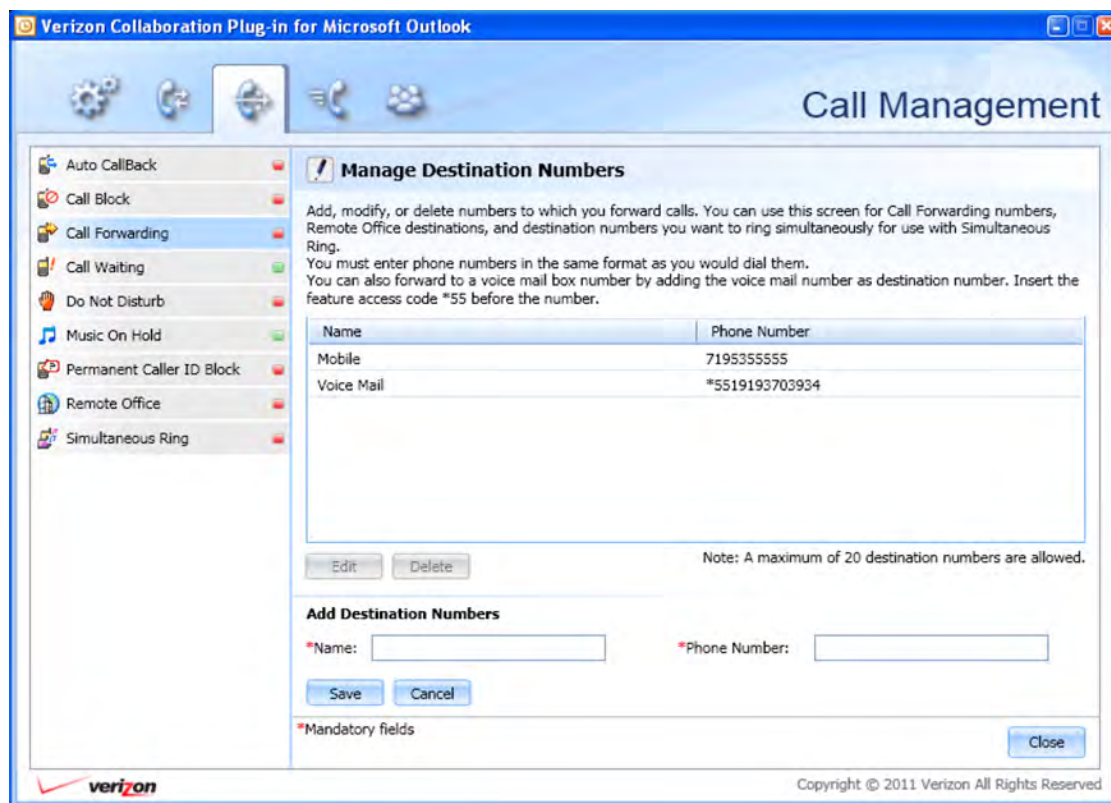 Verizon Collaboration Plug-in for Microsoft Outlook
Call Management
Auto CallBack
Call Block
Call Forwarding
Call Waiting
Do Not Disturb
Music On Hold
Permanent Caller ID Block
Remote Office
Simultaneous Ring
Manage Destination Numbers
Add, modify, or delete numbers to which you forward calls. You can use this screen for Call Forwarding numbers,
Remote Office destinations, and destination numbers you want to ring simultaneously for use with Simultaneous
Ring.
You must enter phone numbers in the same format as you would dial them.
You can also forward to a voice mail box number by adding the voice mail number as destination number. Insert the
feature access code *55 before the number.
Name Phone Number
Mobile 7195355555
Voice Mail *5519193703934
Edit Delete
Note: A maximum of 20 destination numbers are allowed.
Add Destination Numbers
*Name: *Phone Number:
Save Cancel
*Mandatory fields
Close
verizon
Copyright © 2011 Verizon All Rights Reserved